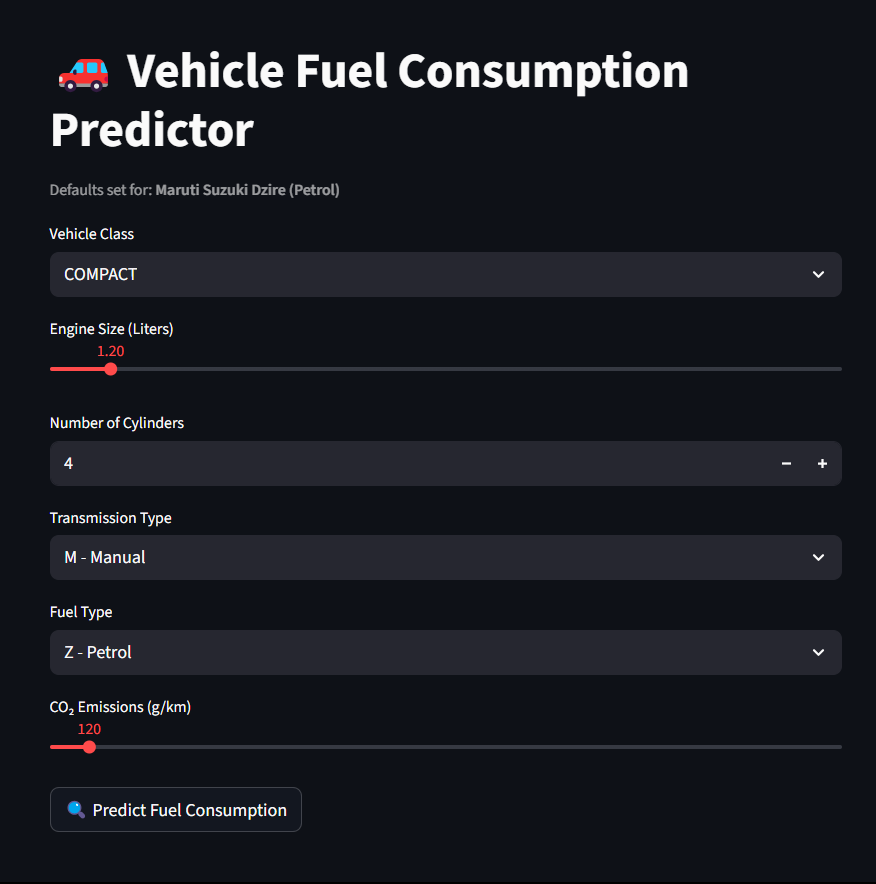 Vehicle Fuel Consumption
Predictor
Defaults set for: Maruti Suzuki Dzire (Petrol)
Vehicle Class
COMPACT
Engine Size (Liters)
1.20
Number of Cylinders
4
Transmission Type
M - Manual
Fuel Type
Z - Petrol
CO₂ Emissions (g/km)
120
Predict Fuel Consumption